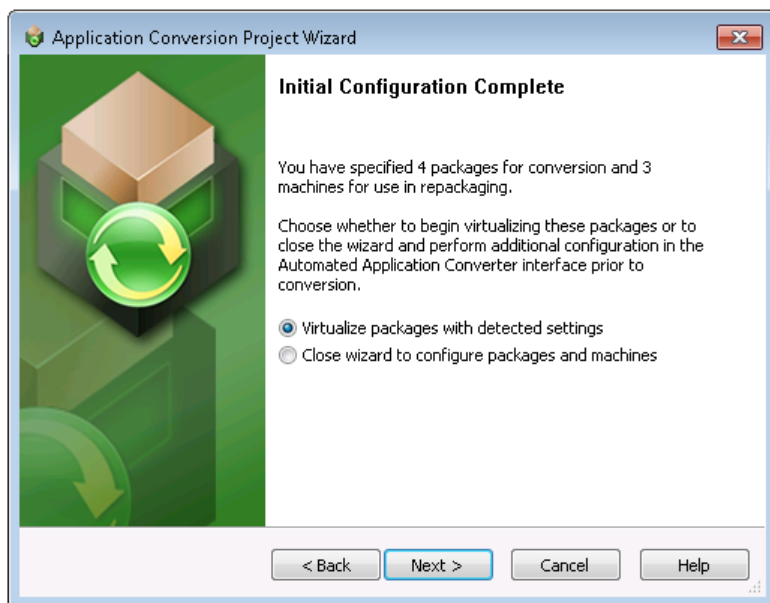 Application Conversion Project Wizard
Initial Configuration Complete
You have specified 4 packages for conversion and 3
machines for use in repackaging.
Choose whether to begin virtualizing these packages or to
close the wizard and perform additional configuration in the
Automated Application Converter interface prior to
conversion.
Virtualize packages with detected settings
Close wizard to configure packages and machines
< Back Next > Cancel Help